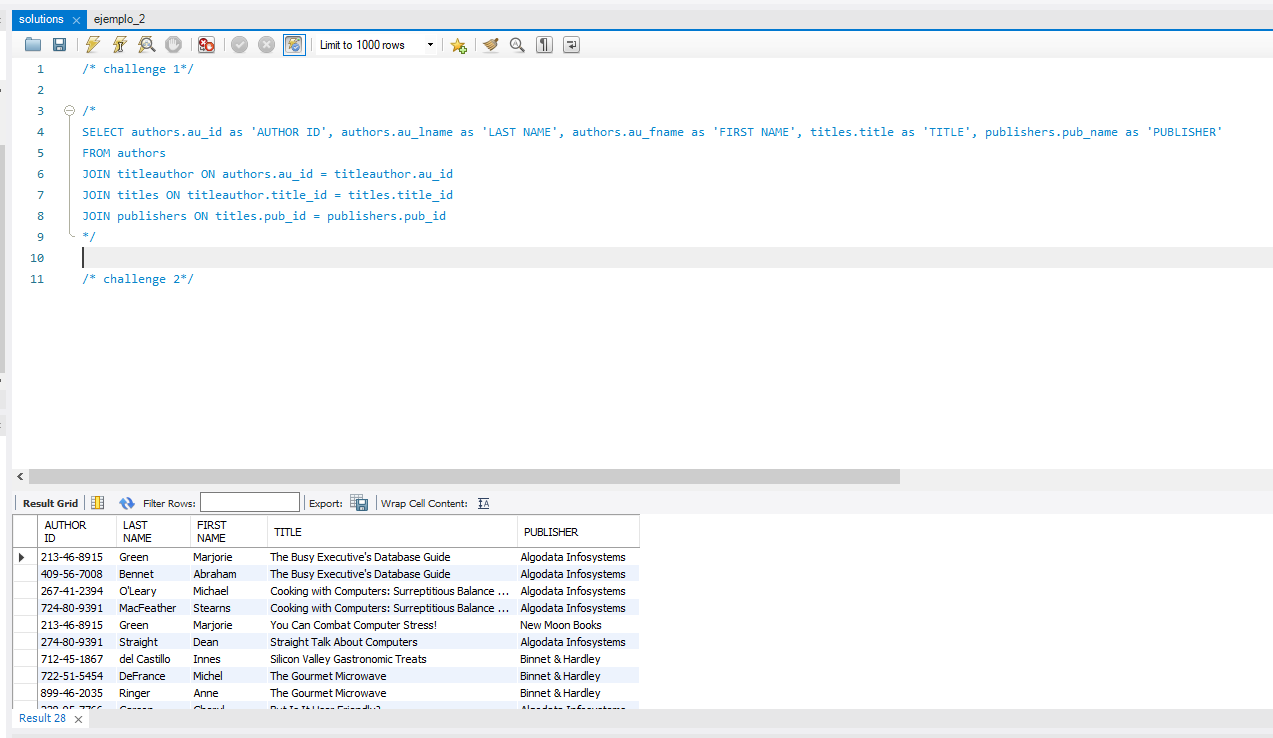 solutions ejemplo_2
Limit to 1000 rows
1 /* challenge 1*/
2
3 /*
4 SELECT authors.au_id as 'AUTHOR ID', authors.au_lname as 'LAST NAME', authors.au_fname as 'FIRST NAME', titles.title as 'TITLE', publishers.pub_name as 'PUBLISHER'
5 FROM authors
6 JOIN titleauthor ON authors.au_id = titleauthor.au_id
7 JOIN titles ON titleauthor.title_id = titles.title_id
8 JOIN publishers ON titles.pub_id = publishers.pub_id
9 */
10
11 /* challenge 2*/
Result Grid Filter Rows: Export: Wrap Cell Content:
AUTHOR ID LAST NAME FIRST NAME TITLE PUBLISHER
213-46-8915 Green Marjorie The Busy Executive's Database Guide Algodata Infosystems
409-56-7008 Bennet Abraham The Busy Executive's Database Guide Algodata Infosystems
267-41-2394 O'Leary Michael Cooking with Computers: Surreptitious Balance ... Algodata Infosystems
724-80-9391 MacFeather Stearns Cooking with Computers: Surreptitious Balance ... Algodata Infosystems
213-46-8915 Green Marjorie You Can Combat Computer Stress! New Moon Books
274-80-9391 Straight Dean Straight Talk About Computers Algodata Infosystems
712-45-1867 del Castillo Innes Silicon Valley Gastronomic Treats Binnet & Hardley
722-51-5454 DeFrance Michel The Gourmet Microwave Binnet & Hardley
899-46-2035 Ringer Anne The Gourmet Microwave Binnet & Hardley
Result 28